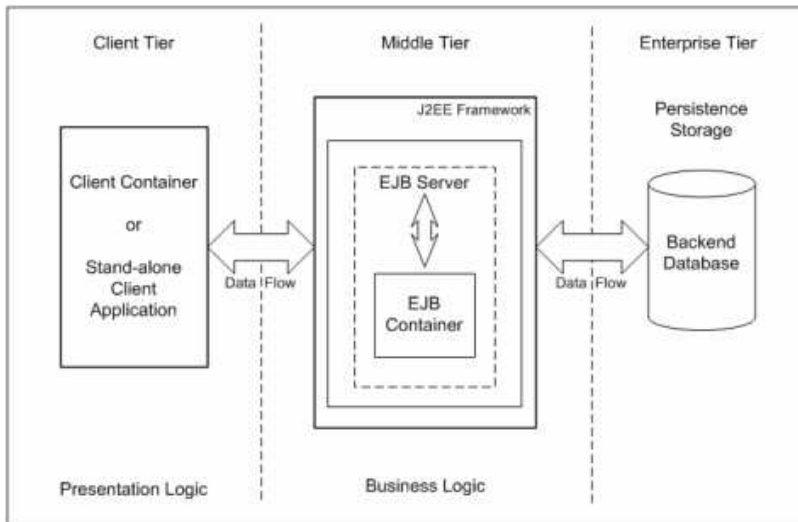 Client Tier
Middle Tier
Enterprise Tier
J2EE Framework
Persistence
Storage
Client Container
or
Stand-alone
Client
Application
EJB Server
EJB
Container
Backend
Database
Data Flow
Data Flow
Presentation Logic
Business Logic